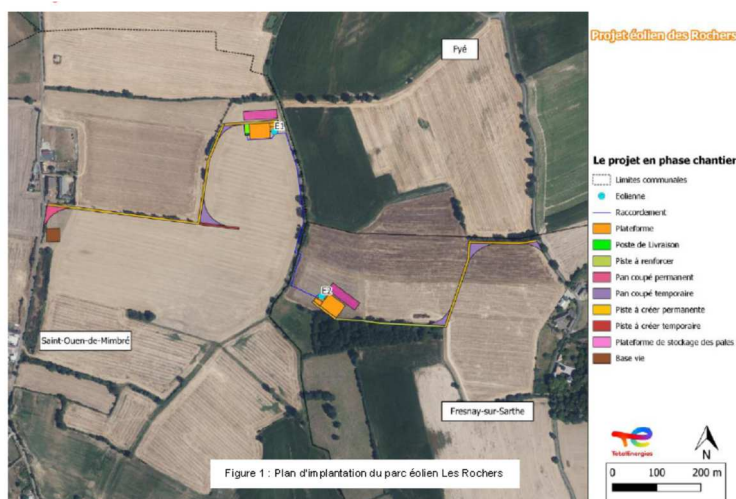 Projet éolien des Rochers
Fyé
E1
E2
Saint-Ouen-de-Mimbré
Fresnay-sur-Sarthe
Le projet en phase chantier
Limites communales
Eolienne
Raccordement
Plateforme
Poste de Livraison
Piste à renforcer
Pan coupé permanent
Pan coupé temporaire
Piste à créer permanente
Piste à créer temporaire
Plateforme de stockage des pales
Base vie
TotalEnergies
N
0 100 200 m
Figure 1 : Plan d'implantation du parc éolien Les Rochers